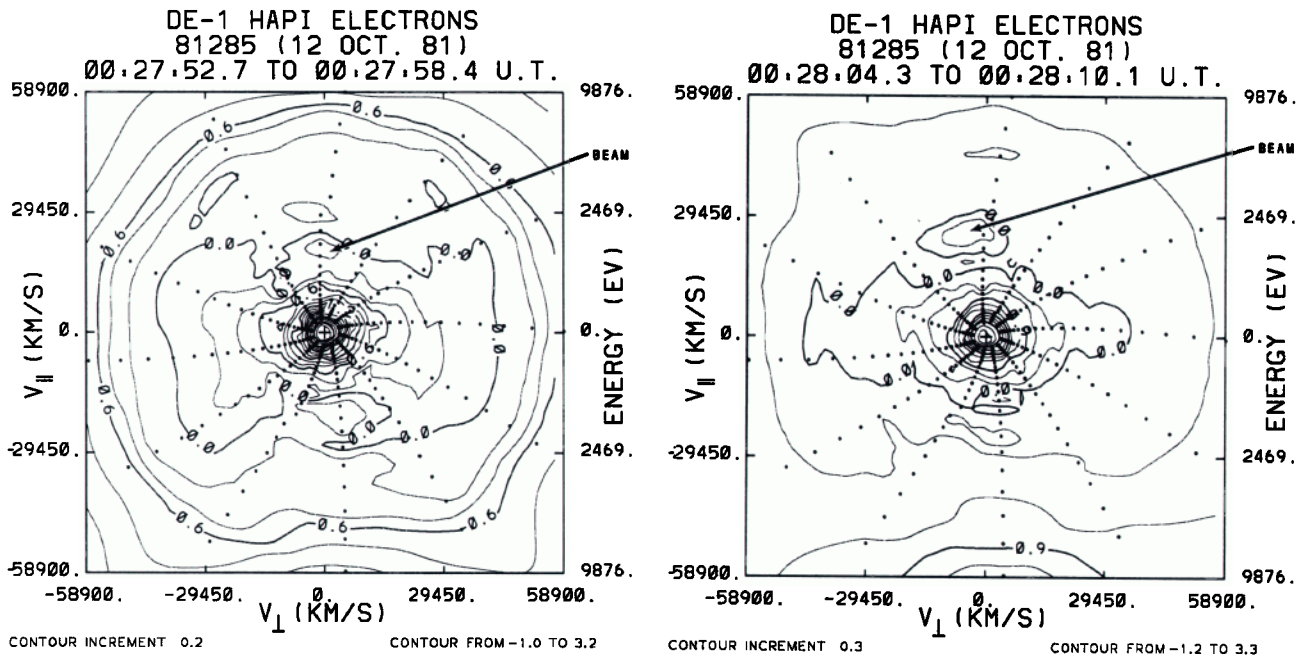 DE-1 HAPI ELECTRONS
81285 (12 OCT. 81)
00:27:52.7 TO 00:27:58.4 U.T.
58900.
29450.
0.
-29450.
-58900.
V∥ (KM/S)
9876.
2469.
0.
2469.
9876.
ENERGY (EV)
BEAM
0.6
0.6
0.6
0.6
0.6
0.0
0.0
0.0
0.0
0.0
-58900.
-29450.
0.
29450.
58900.
V⊥ (KM/S)
CONTOUR INCREMENT 0.2
CONTOUR FROM -1.0 TO 3.2
DE-1 HAPI ELECTRONS
81285 (12 OCT. 81)
00:28:04.3 TO 00:28:10.1 U.T.
58900.
29450.
0.
-29450.
-58900.
V∥ (KM/S)
9876.
2469.
0.
2469.
9876.
ENERGY (EV)
BEAM
0.0
0.0
0.0
0.0
0.0
0.9
-58900.
-29450.
0.
29450.
58900.
V⊥ (KM/S)
CONTOUR INCREMENT 0.3
CONTOUR FROM -1.2 TO 3.3